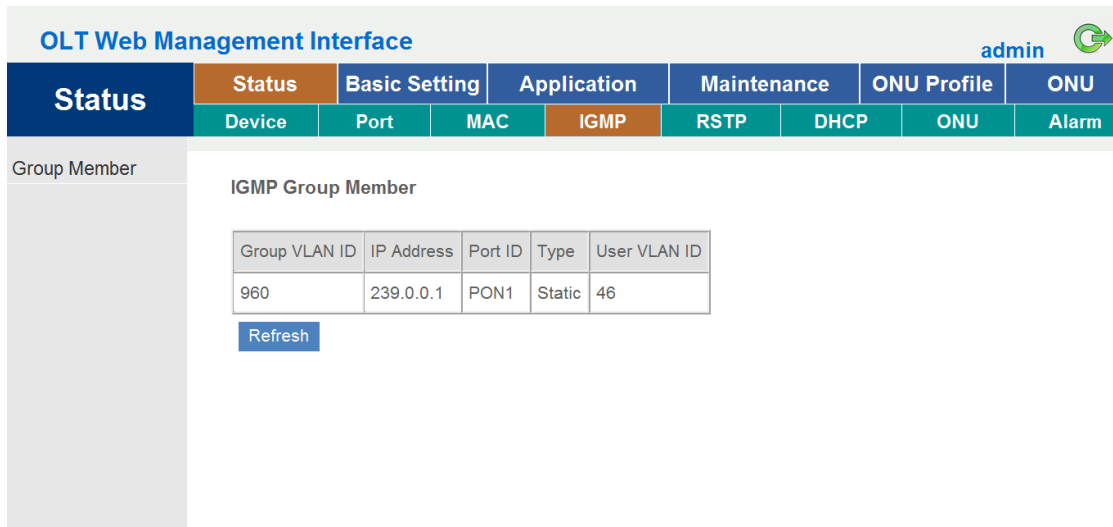 OLT Web Management Interface
admin
Status
Status Basic Setting Application Maintenance ONU Profile ONU
Device Port MAC IGMP RSTP DHCP ONU Alarm
Group Member
IGMP Group Member
Group VLAN ID IP Address Port ID Type User VLAN ID
960 239.0.0.1 PON1 Static 46
Refresh